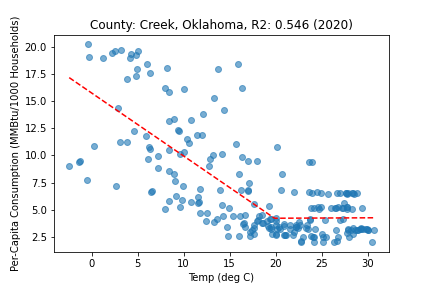 County: Creek, Oklahoma, R2: 0.546 (2020)
Per-Capita Consumption (MMBtu/1000 Households)
20.0
17.5
15.0
12.5
10.0
7.5
5.0
2.5
0 5 10 15 20 25 30
Temp (deg C)